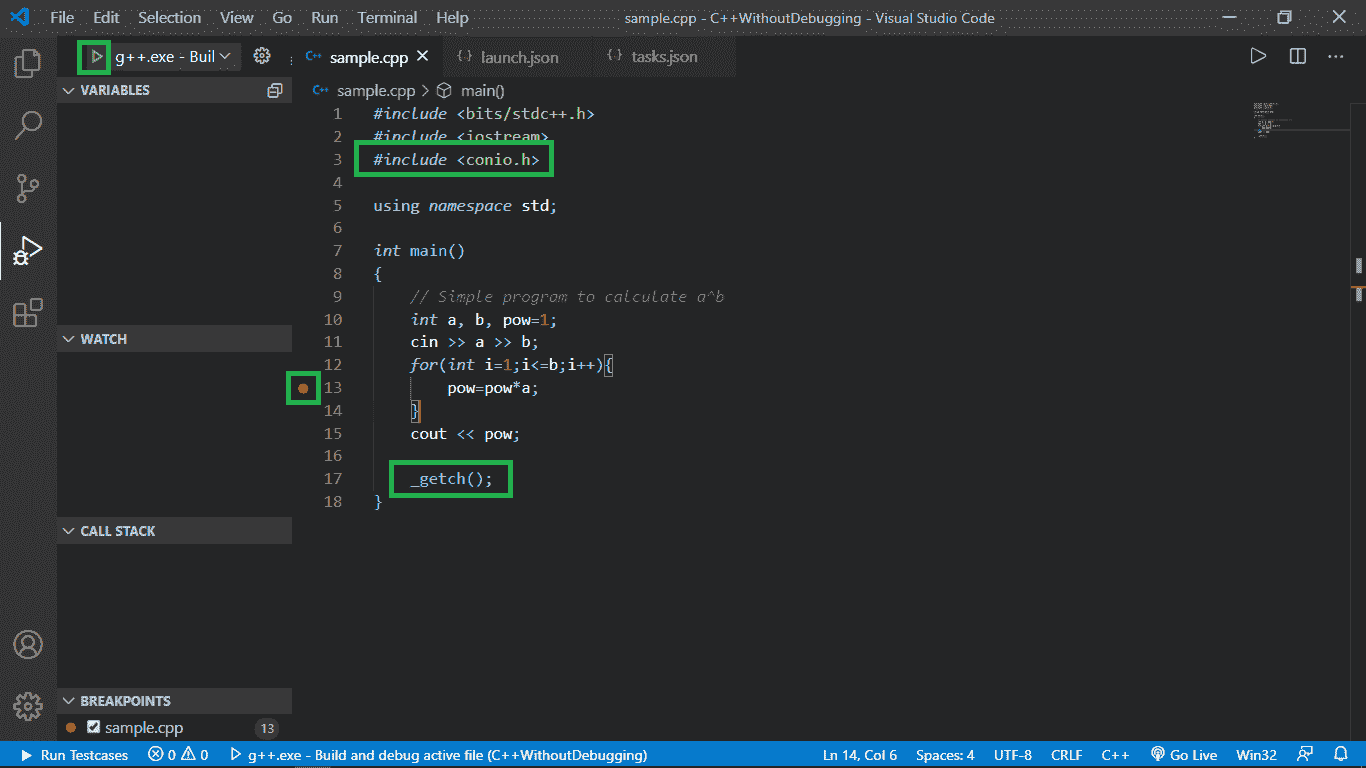 File Edit Selection View Go Run Terminal Help
sample.cpp - C++WithoutDebugging - Visual Studio Code
g++.exe - Buil
C++ sample.cpp
{} launch.json
{} tasks.json
VARIABLES
C++ sample.cpp > main()
1 #include <bits/stdc++.h>
2 #include <iostream>
3 #include <conio.h>
4
5 using namespace std;
6
7 int main()
8 {
9 // Simple program to calculate a^b
10 int a, b, pow=1;
11 cin >> a >> b;
12 for(int i=1;i<=b;i++){
13 pow=pow*a;
14 }
15 cout << pow;
16
17 _getch();
18 }
WATCH
CALL STACK
BREAKPOINTS
sample.cpp 13
Run Testcases 0 0 g++.exe - Build and debug active file (C++WithoutDebugging) Ln 14, Col 6 Spaces: 4 UTF-8 CRLF C++ Go Live Win32